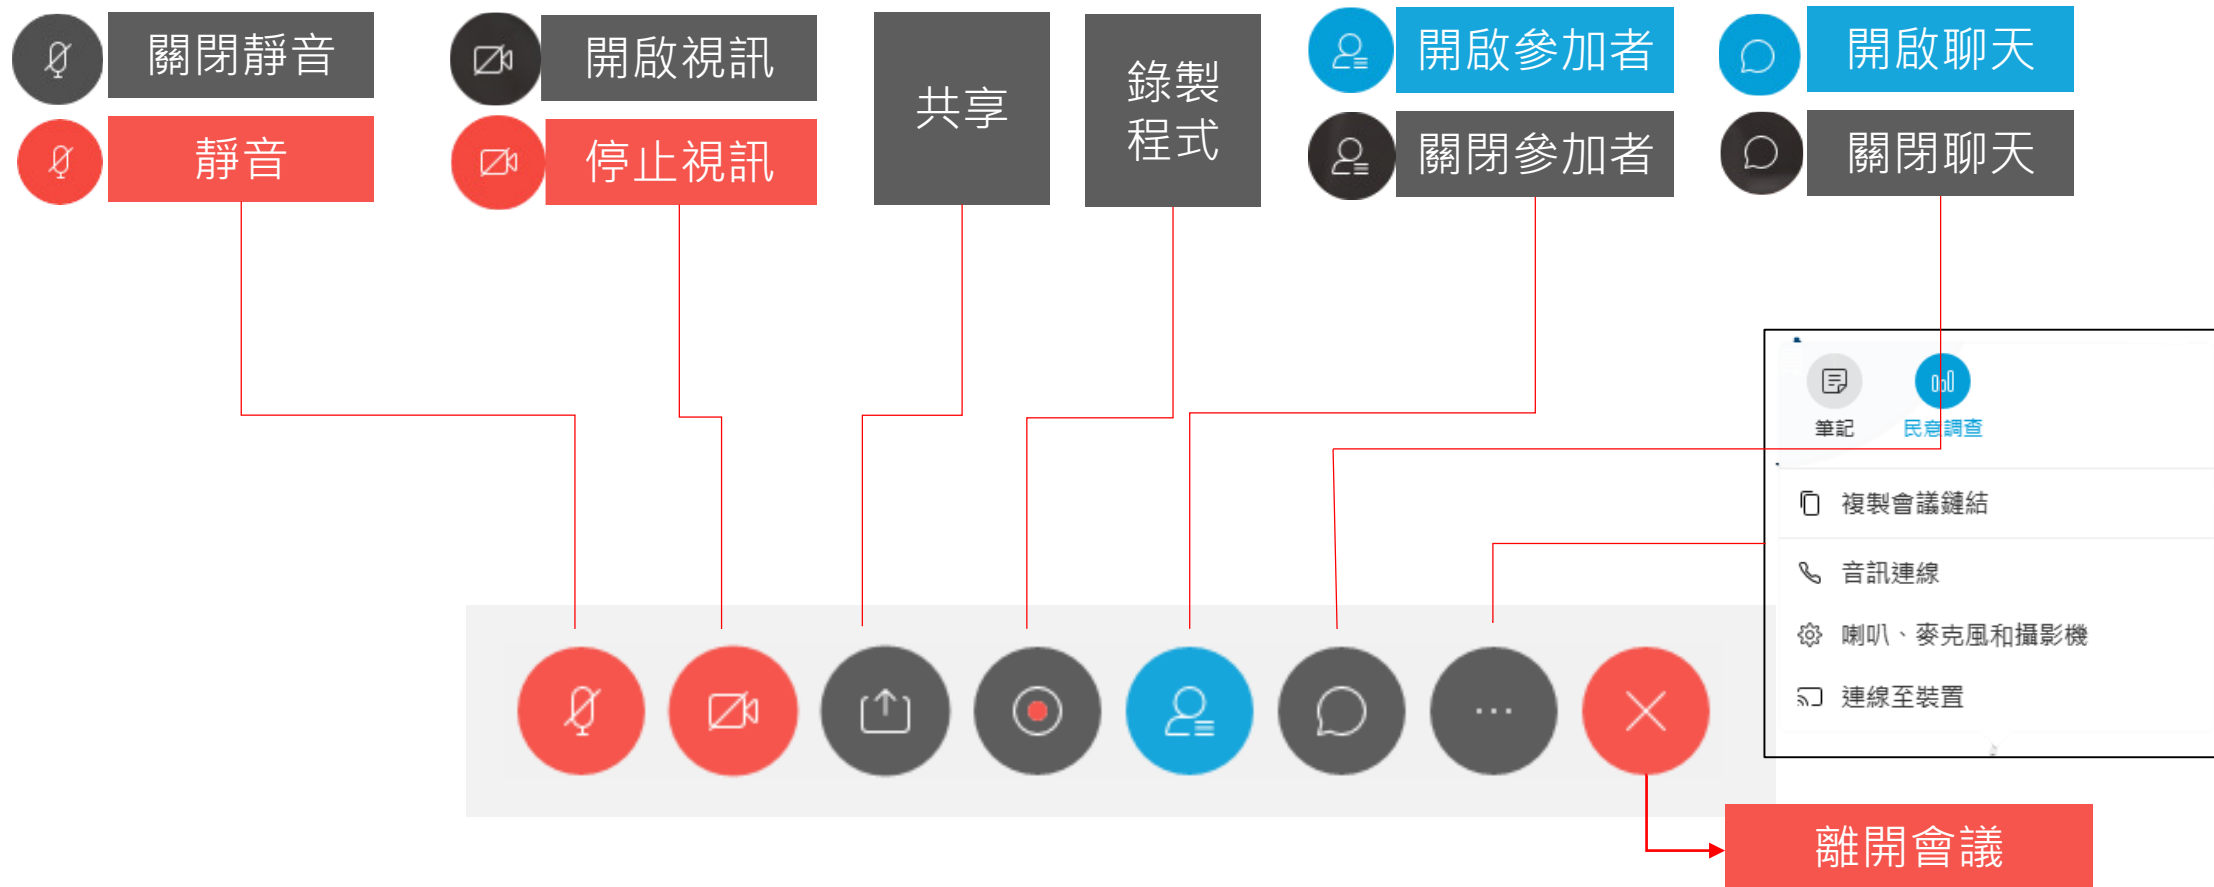 關閉靜音
靜音
開啟視訊
停止視訊
共享
錄製
程式
開啟參加者
關閉參加者
開啟聊天
關閉聊天
筆記
民意調查
複製會議鏈結
音訊連線
喇叭、麥克風和攝影機
連線至裝置
離開會議